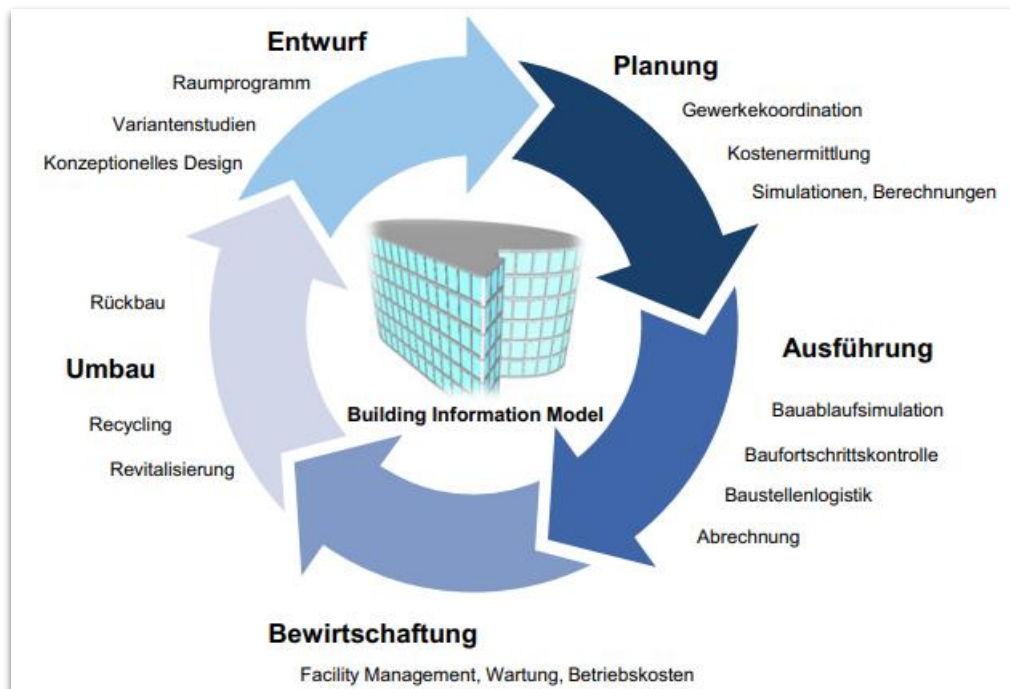 Entwurf
Raumprogramm
Variantenstudien
Konzeptionelles Design
Planung
Gewerkekoordination
Kostenermittlung
Simulationen, Berechnungen
Ausführung
Bauablaufsimulation
Baufortschrittskontrolle
Baustellenlogistik
Abrechnung
Bewirtschaftung
Facility Management, Wartung, Betriebskosten
Rückbau
Umbau
Recycling
Revitalisierung
Building Information Model